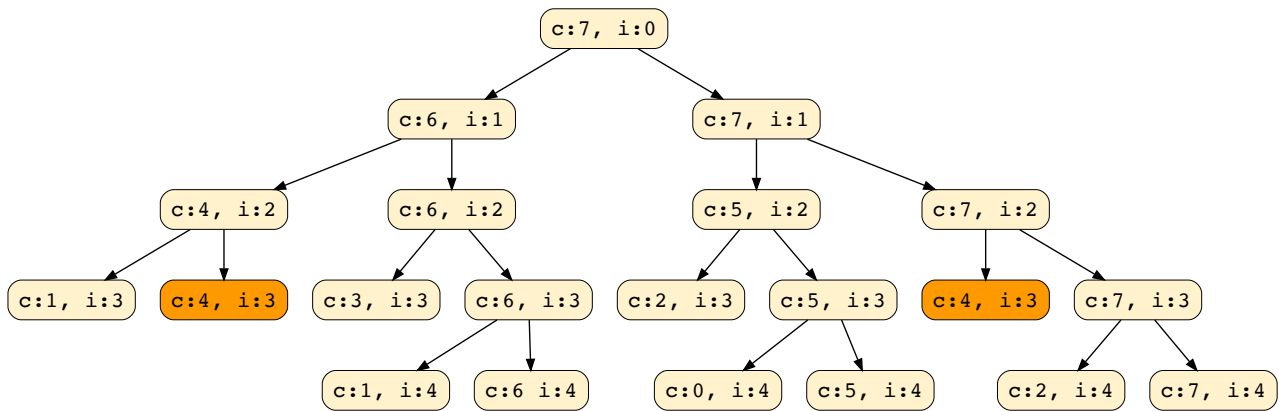 c:7, i:0
c:6, i:1
c:7, i:1
c:4, i:2
c:6, i:2
c:5, i:2
c:7, i:2
c:1, i:3
c:4, i:3
c:3, i:3
c:6, i:3
c:2, i:3
c:5, i:3
c:4, i:3
c:7, i:3
c:1, i:4
c:6 i:4
c:0, i:4
c:5, i:4
c:2, i:4
c:7, i:4